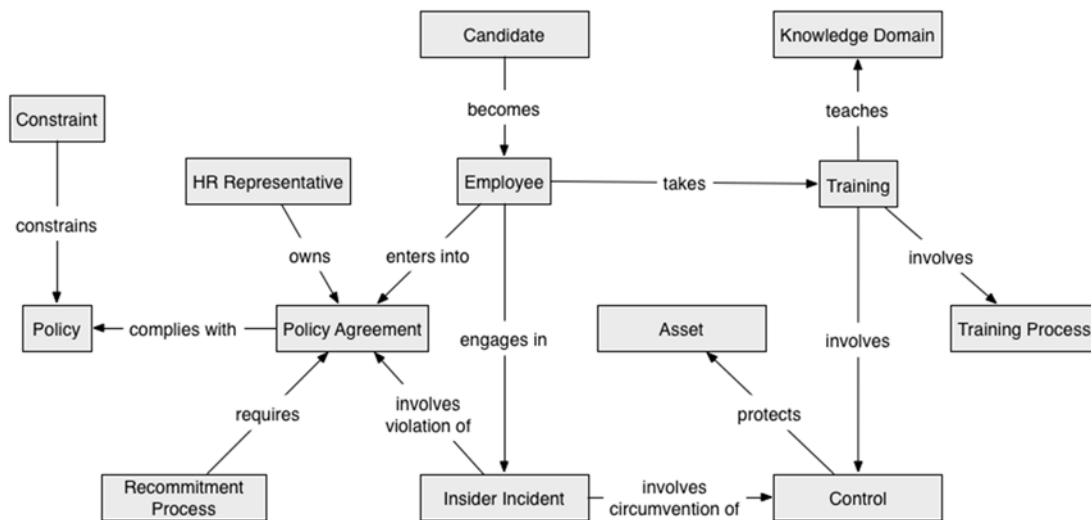 Candidate
Knowledge Domain
becomes
teaches
Constraint
HR Representative
Employee
takes
Training
constrains
owns
enters into
involves
Policy
complies with
Policy Agreement
engages in
Asset
involves
Training Process
requires
involves
violation of
protects
Recommitment
Process
Insider Incident
involves
circumvention of
Control